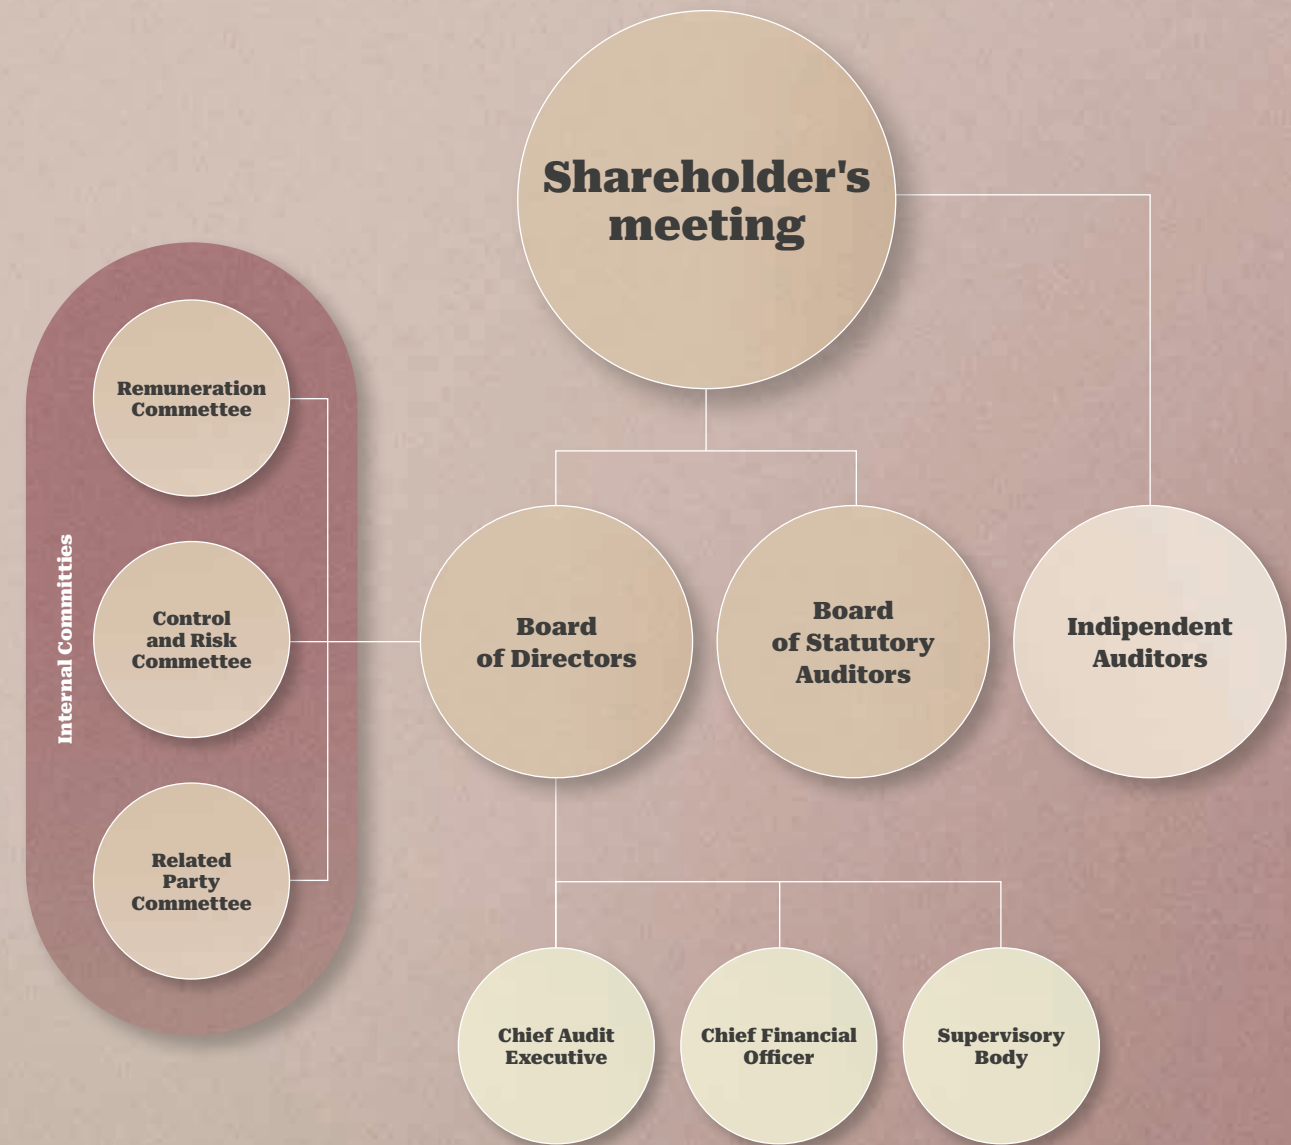 Shareholder's
meeting
Internal Committies
Remuneration
Commettee
Control
and Risk
Commettee
Related
Party
Commettee
Board
of Directors
Board
of Statutory
Auditors
Indipendent
Auditors
Chief Audit
Executive
Chief Financial
Officer
Supervisory
Body